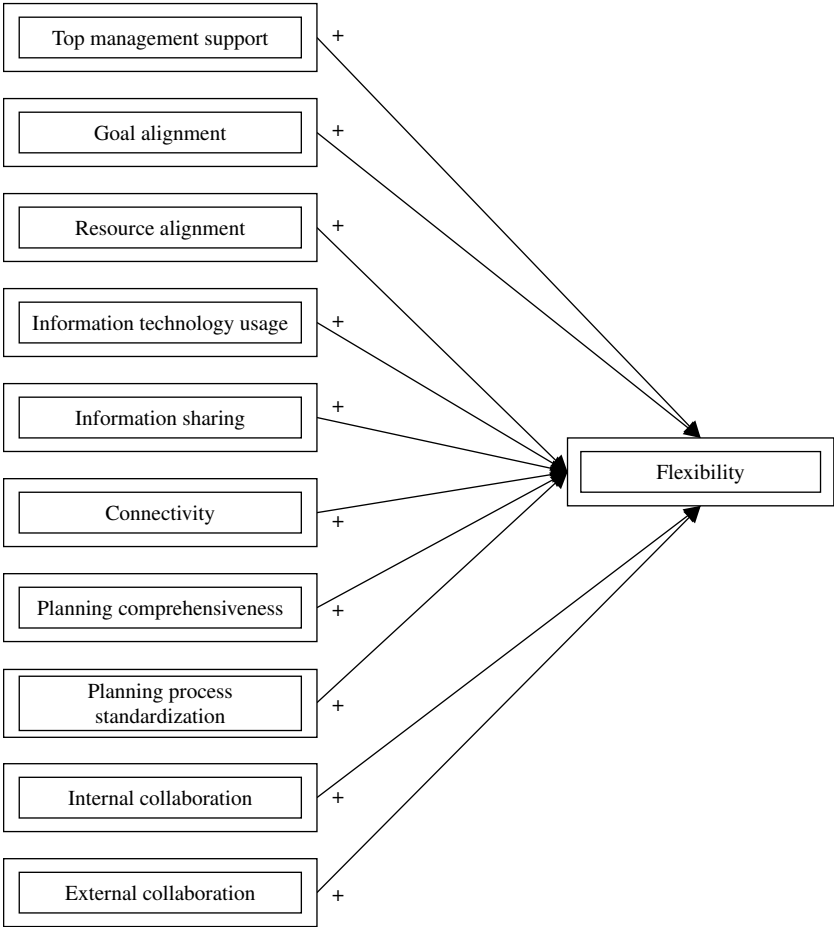 Top management support
+
Goal alignment
+
Resource alignment
+
Information technology usage
+
Information sharing
+
Connectivity
+
Planning comprehensiveness
+
Planning process
standardization
+
Internal collaboration
+
External collaboration
+
Flexibility